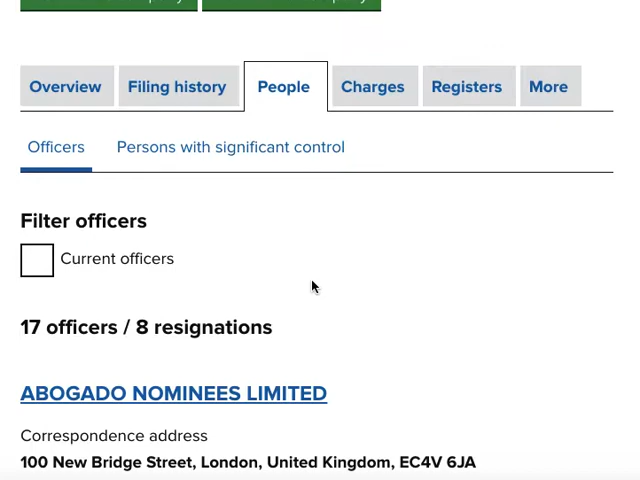 Overview Filing history People Charges Registers More
Officers Persons with significant control
Filter officers
Current officers
17 officers / 8 resignations
ABOGADO NOMINEES LIMITED
Correspondence address
100 New Bridge Street, London, United Kingdom, EC4V 6JA